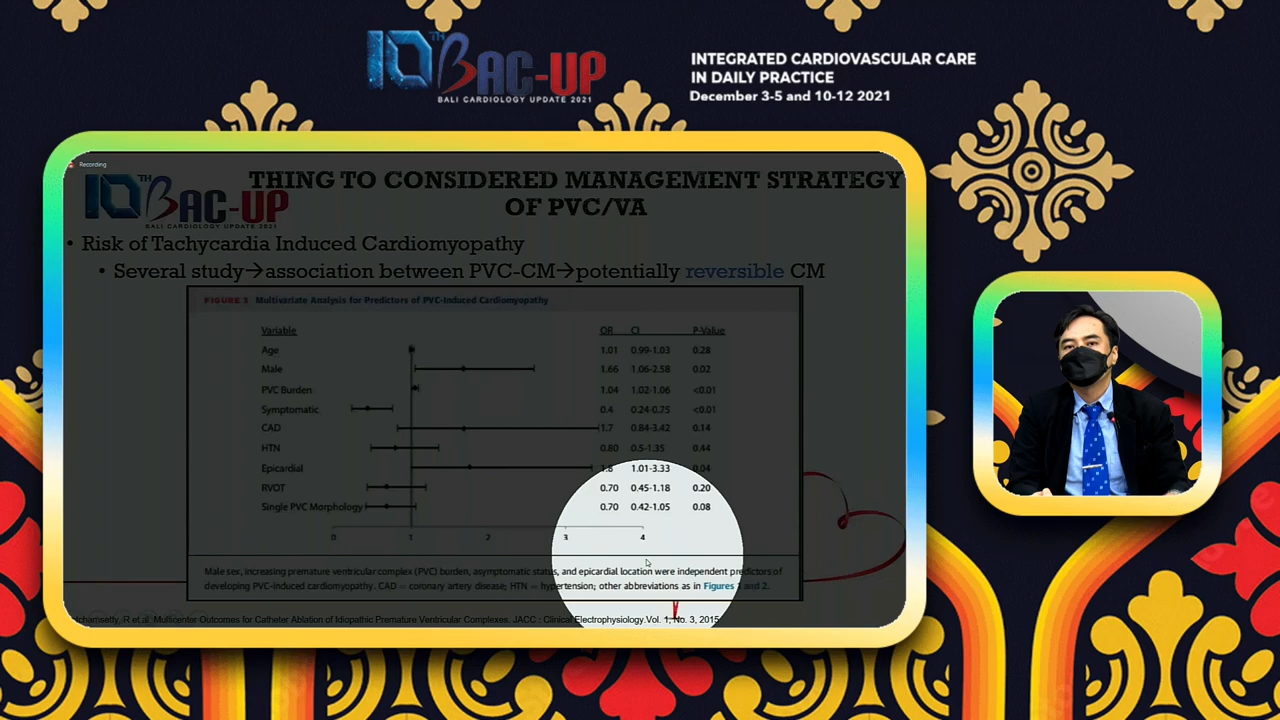 10TH BAC-UP
BALI CARDIOLOGY UPDATE 2021
INTEGRATED CARDIOVASCULAR CARE
IN DAILY PRACTICE
December 3-5 and 10-12 2021
Recording
10TH BAC-UP
BALI CARDIOLOGY UPDATE 2021
THING TO CONSIDERED MANAGEMENT STRATEGY
OF PVC/VA
• Risk of Tachycardia Induced Cardiomyopathy
• Several study→association between PVC-CM→potentially reversible CM
FIGURE 3 Multivariate Analysis for Predictors of PVC-Induced Cardiomyopathy
Variable OR CI P-Value
Age 1.01 0.99-1.03 0.28
Male 1.66 1.06-2.58 0.02
PVC Burden 1.04 1.02-1.06 <0.01
Symptomatic 0.4 0.24-0.75 <0.01
CAD 1.7 0.84-3.42 0.14
HTN 0.80 0.5-1.35 0.44
Epicardial 1.8 1.01-3.33 0.04
RVOT 0.70 0.45-1.18 0.20
Single PVC Morphology 0.70 0.42-1.05 0.08
0 1 2 3 4
Male sex, increasing premature ventricular complex (PVC) burden, asymptomatic status, and epicardial location were independent predictors of
developing PVC-induced cardiomyopathy. CAD = coronary artery disease; HTN = hypertension; other abbreviations as in Figures 1 and 2.
R et.al. Multicenter Outcomes for Catheter Ablation of Idiopathic Premature Ventricular Complexes. JACC : Clinical Electrophysiology.Vol. 1, No. 3, 2015